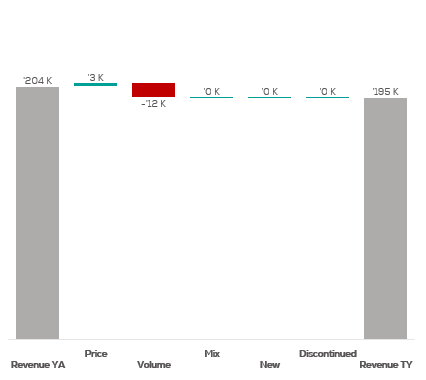 '204 K
'3 K
-'12 K
'0 K
'0 K
'0 K
'195 K
Revenue YA
Price
Volume
Mix
New
Discontinued
Revenue TY